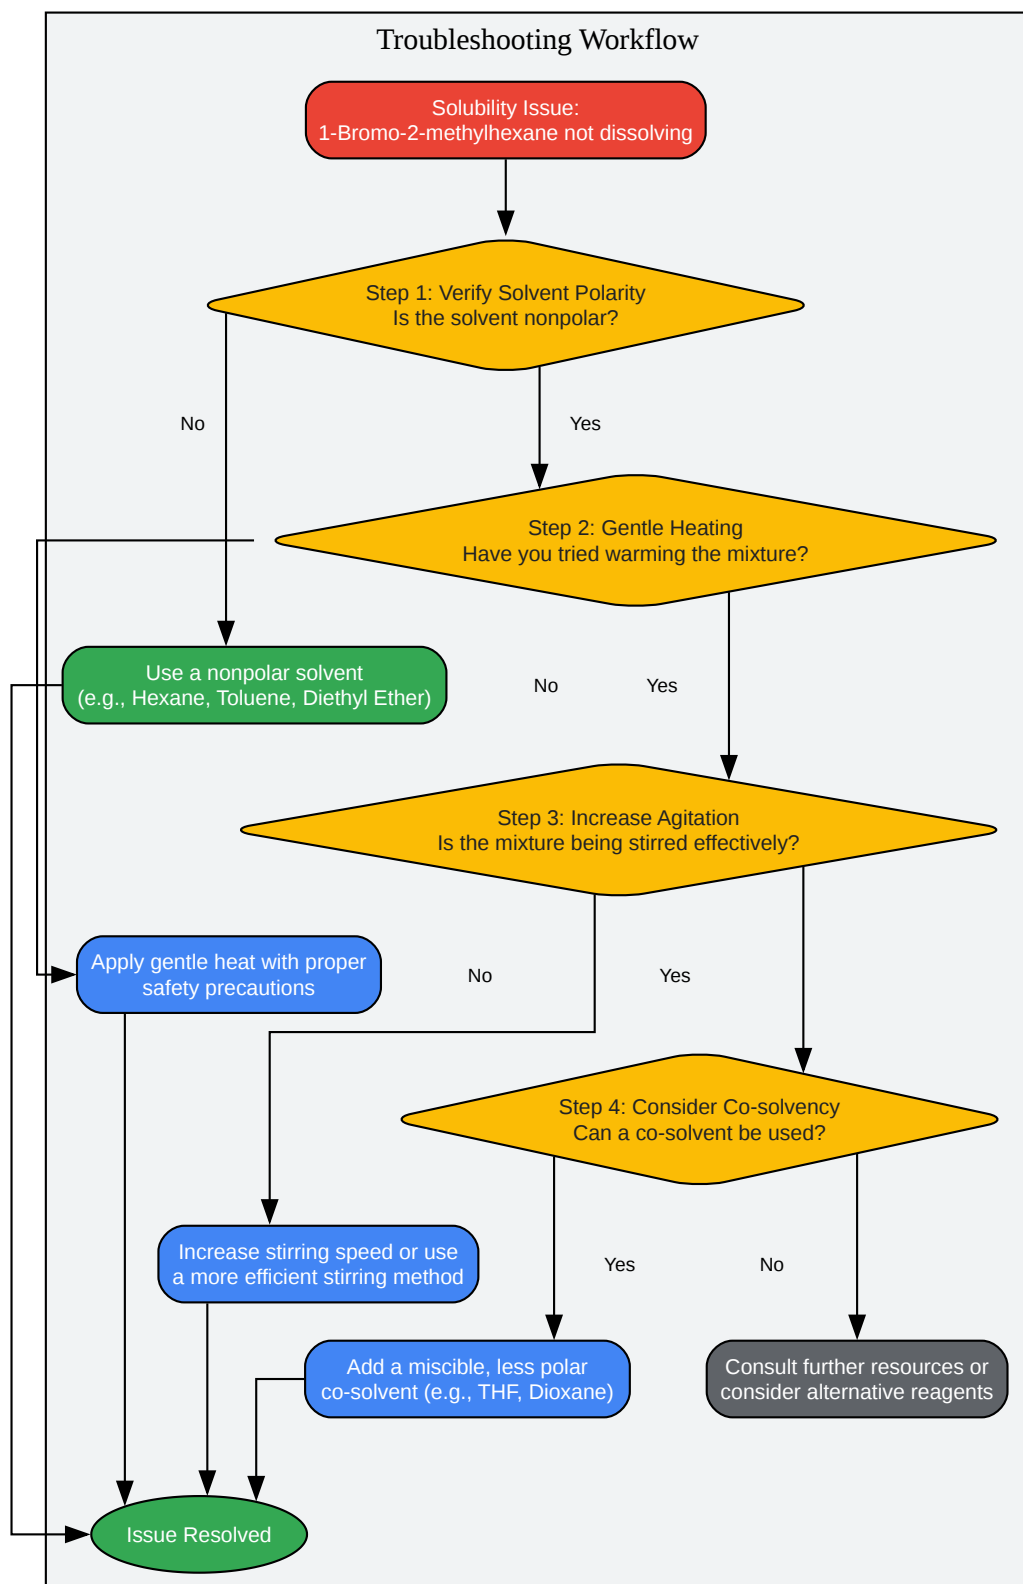 Troubleshooting Workflow
Solubility Issue:
1-Bromo-2-methylhexane not dissolving
Step 1: Verify Solvent Polarity
Is the solvent nonpolar?
No
Yes
Step 2: Gentle Heating
Have you tried warming the mixture?
Use a nonpolar solvent
(e.g., Hexane, Toluene, Diethyl Ether)
No
Yes
Step 3: Increase Agitation
Is the mixture being stirred effectively?
Apply gentle heat with proper
safety precautions
No
Yes
Step 4: Consider Co-solvency
Can a co-solvent be used?
Increase stirring speed or use
a more efficient stirring method
Yes
No
Add a miscible, less polar
co-solvent (e.g., THF, Dioxane)
Consult further resources or
consider alternative reagents
Issue Resolved